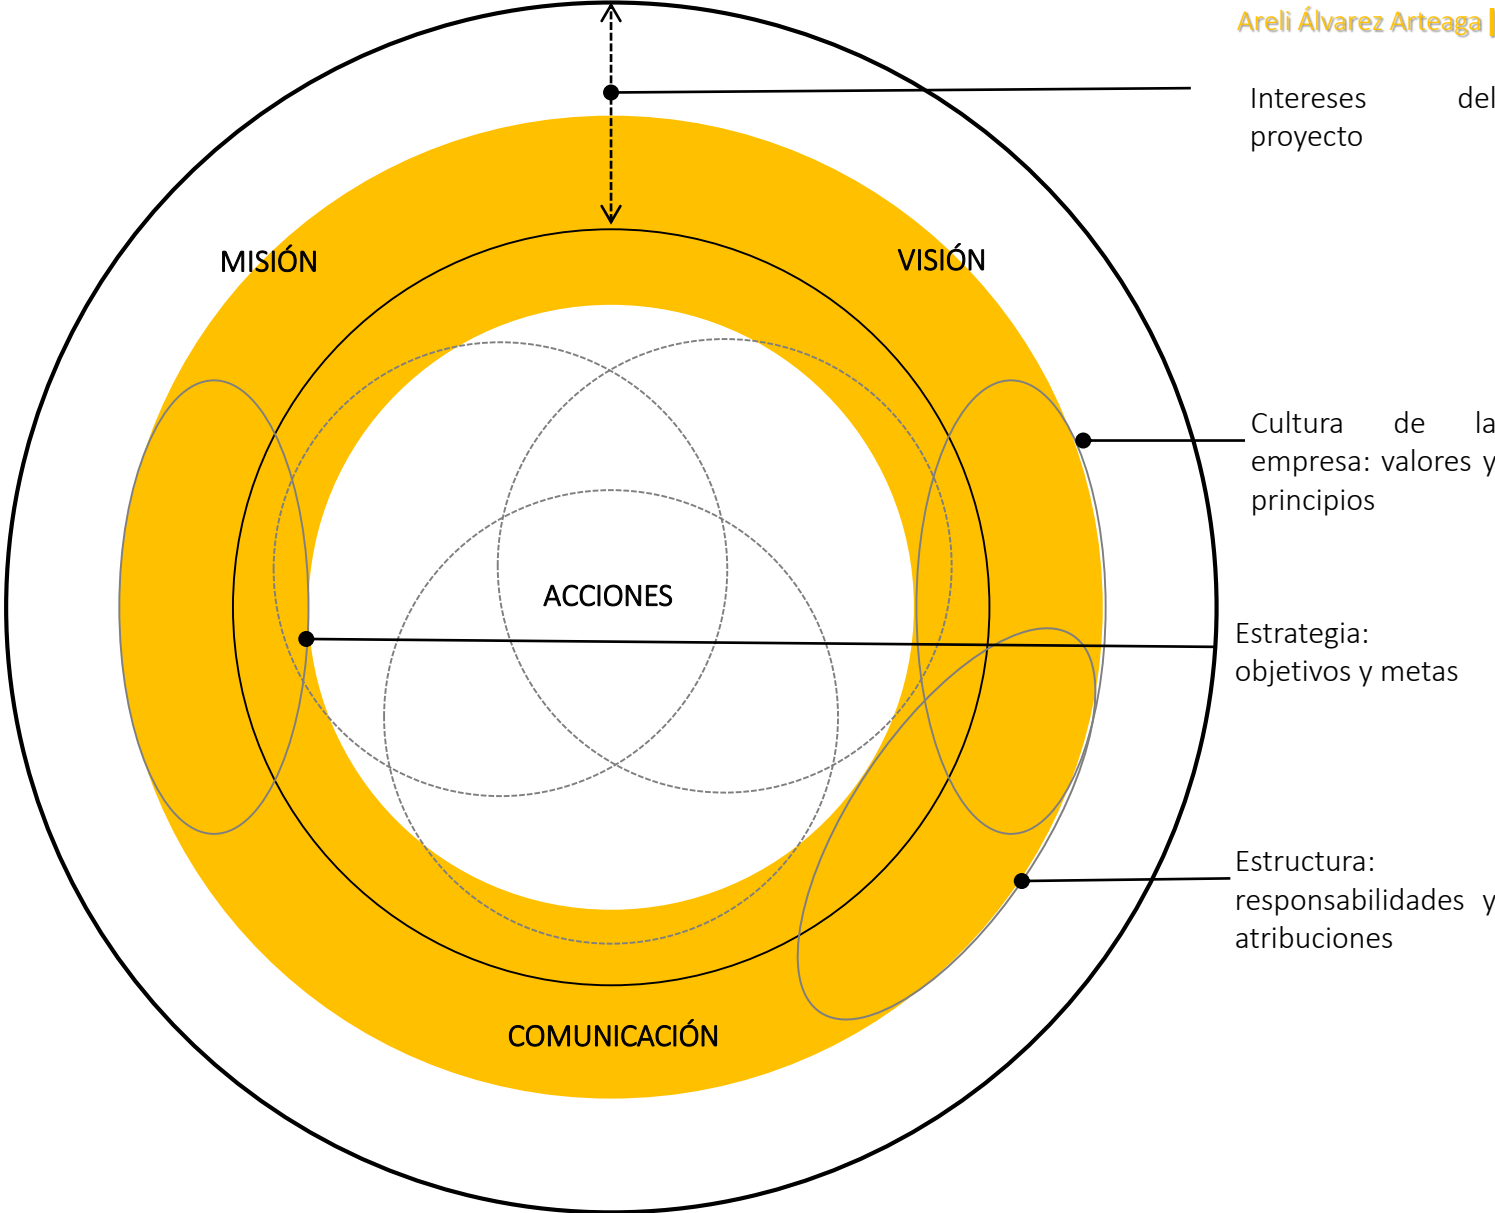 Areli Álvarez Arteaga
Intereses del
proyecto
MISIÓN
VISIÓN
Cultura de la
empresa: valores y
principios
ACCIONES
Estrategia:
objetivos y metas
Estructura:
responsabilidades y
atribuciones
COMUNICACIÓN